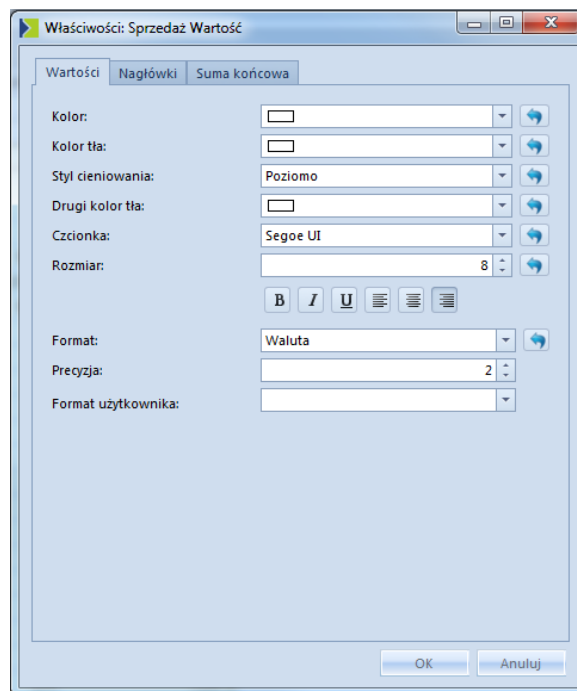 Właściwości: Sprzedaż Wartość
Wartości Nagłówki Suma końcowa
Kolor:
Kolor tła:
Styl cieniowania: Poziomo
Drugi kolor tła:
Czcionka: Segoe UI
Rozmiar: 8
B I U
Format: Waluta
Precyzja: 2
Format użytkownika:
OK Anuluj